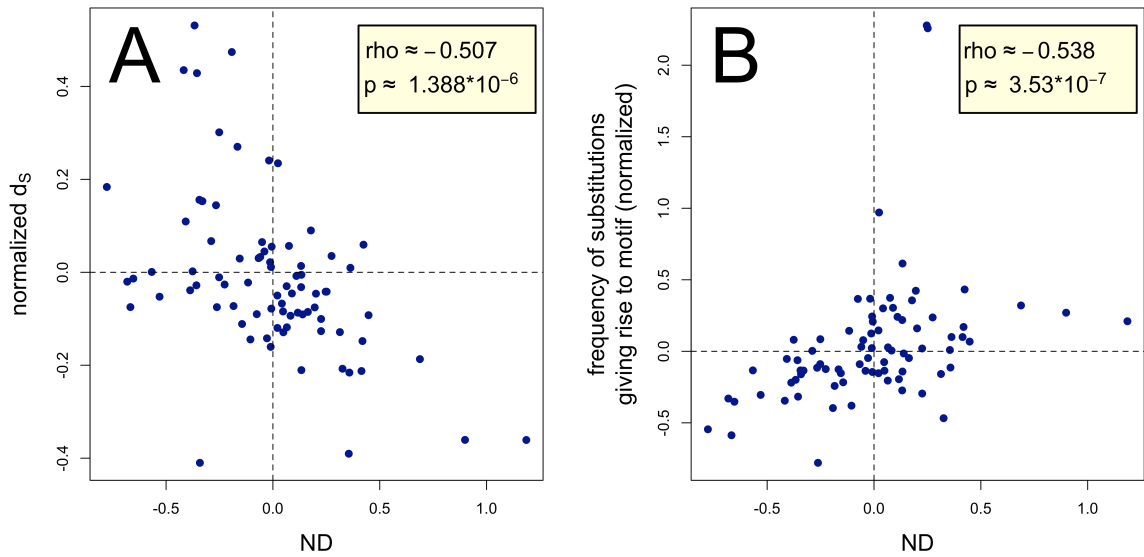 A
rho ≈ − 0.507
p ≈ 1.388*10⁻⁶
normalized dS
0.4
0.2
0.0
-0.2
-0.4
-0.5
0.0
0.5
1.0
ND
B
rho ≈ − 0.538
p ≈ 3.53*10⁻⁷
frequency of substitutions
giving rise to motif (normalized)
2.0
1.5
1.0
0.5
0.0
-0.5
-0.5
0.0
0.5
1.0
ND